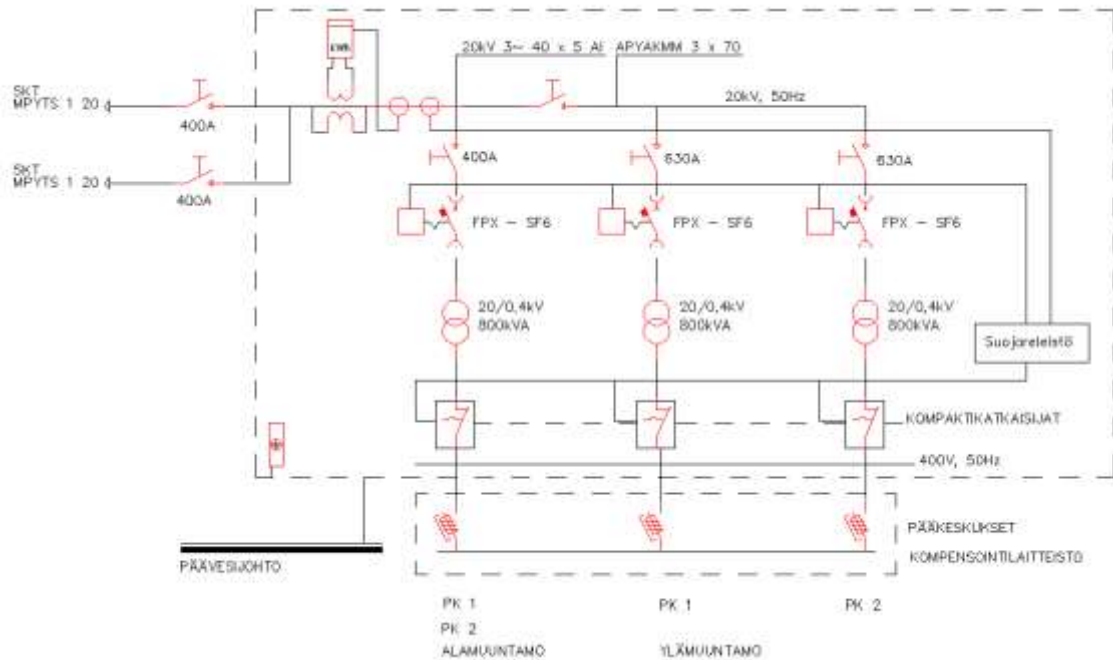 kWh
20kV 3~ 40 x 5 Al APYAKMM 3 x 70
SKT
MPYTS 1 20
400A
20kV, 50Hz
SKT
MPYTS 1 20
400A
400A
630A
630A
FPX - SF6
FPX - SF6
FPX - SF6
20/0,4kV
800kVA
20/0,4kV
800kVA
20/0,4kV
800kVA
Suojareleistö
KOMPAKTIKATKAISIJAT
400V, 50Hz
PÄÄKESKUKSET
KOMPENSOINTILAITTEISTO
PÄÄVESIJOHTO
PK 1
PK 2
ALAMUUNTAMO
PK 1
YLÄMUUNTAMO
PK 2